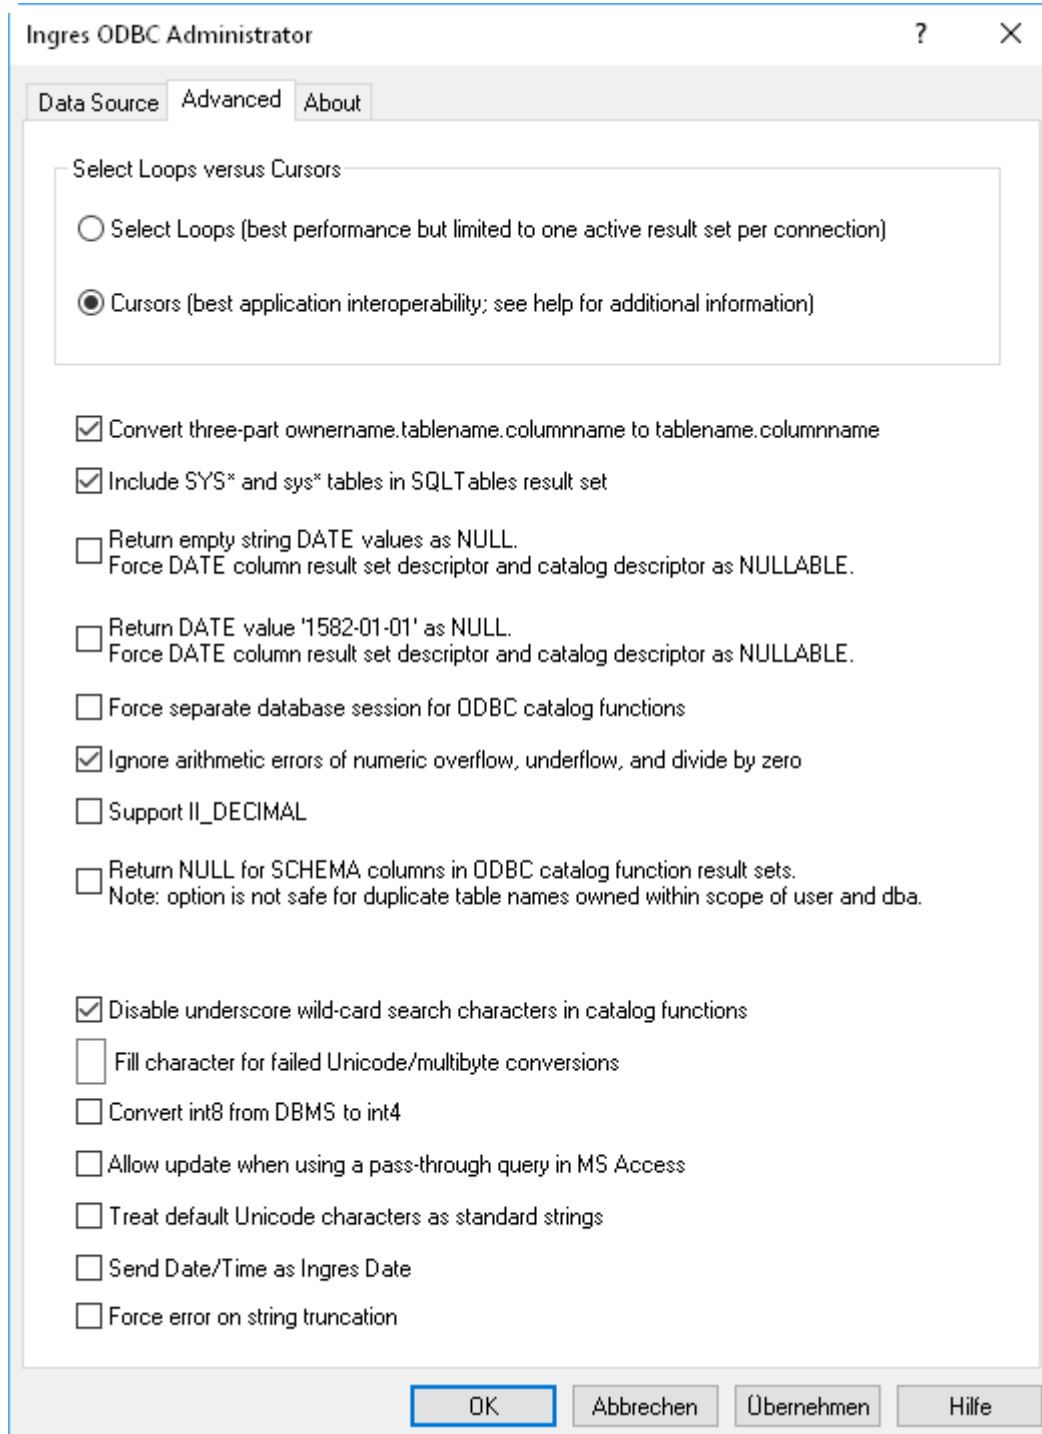 Ingres ODBC Administrator
?
Data Source
Advanced
About
Select Loops versus Cursors
Select Loops (best performance but limited to one active result set per connection)
Cursors (best application interoperability; see help for additional information)
Convert three-part ownername.tablename.columnname to tablename.columnname
Include SYS* and sys* tables in SQLTables result set
Return empty string DATE values as NULL.
Force DATE column result set descriptor and catalog descriptor as NULLABLE.
Return DATE value '1582-01-01' as NULL.
Force DATE column result set descriptor and catalog descriptor as NULLABLE.
Force separate database session for ODBC catalog functions
Ignore arithmetic errors of numeric overflow, underflow, and divide by zero
Support II_DECIMAL
Return NULL for SCHEMA columns in ODBC catalog function result sets.
Note: option is not safe for duplicate table names owned within scope of user and dba.
Disable underscore wild-card search characters in catalog functions
Fill character for failed Unicode/multibyte conversions
Convert int8 from DBMS to int4
Allow update when using a pass-through query in MS Access
Treat default Unicode characters as standard strings
Send Date/Time as Ingres Date
Force error on string truncation
OK
Abbrechen
Übernehmen
Hilfe